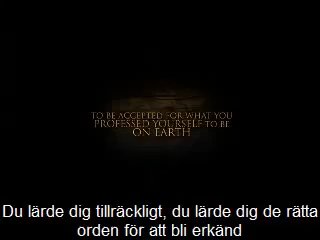 TO BE ACCEPTED FOR WHAT YOU
PROFESSED YOURSELF TO BE
ON EARTH
Du lärde dig tillräckligt, du lärde dig de rätta
orden för att bli erkänd